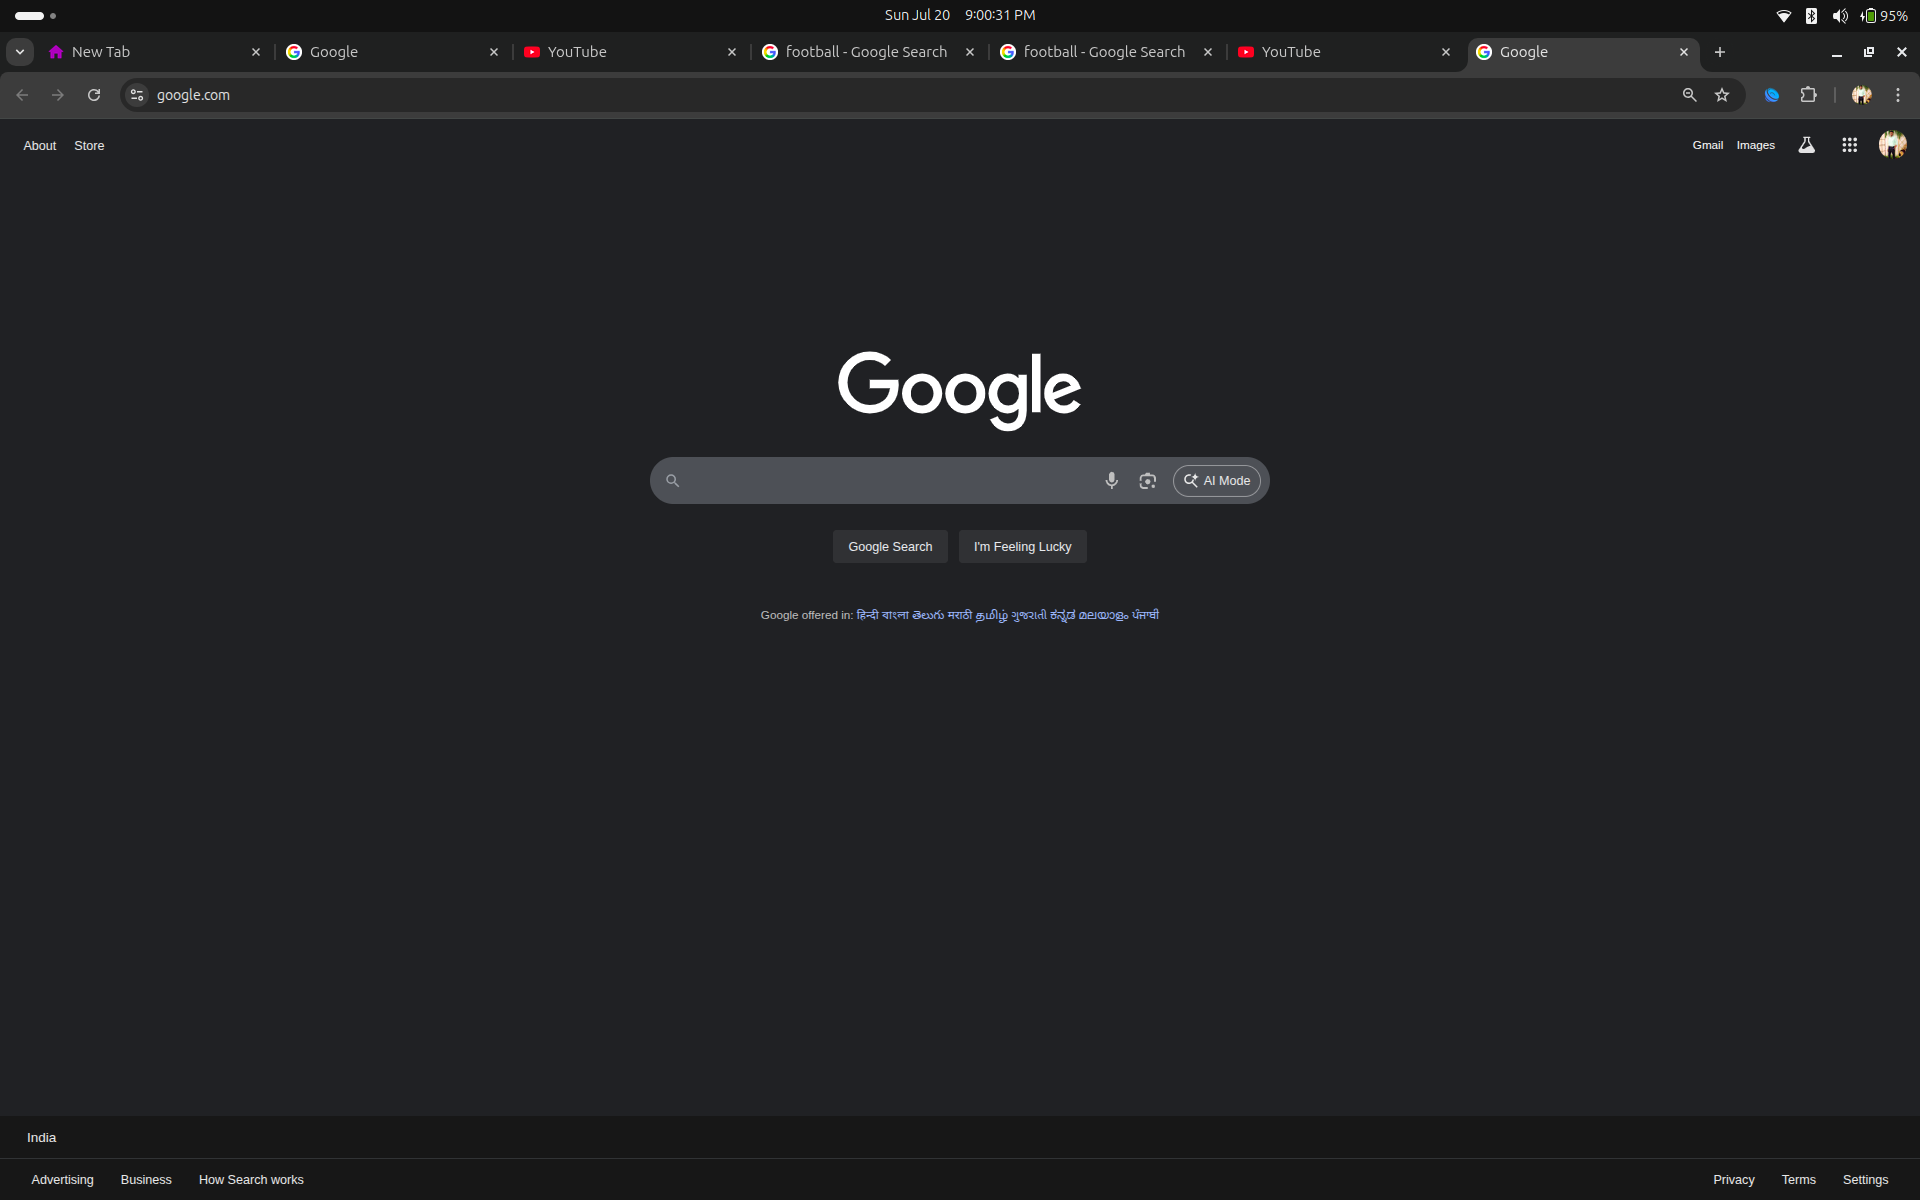 Sun Jul 20 9:00:31 PM
95%
New Tab
Google
YouTube
football - Google Search
football - Google Search
YouTube
Google
google.com
About Store
Gmail Images
Google
AI Mode
Google Search I'm Feeling Lucky
Google offered in: हिन्दी বাংলা తెలుగు मराठी தமிழ் ગુજરાતી ಕನ್ನಡ മലയാളം ਪੰਜਾਬੀ
India
Advertising Business How Search works
Privacy Terms Settings